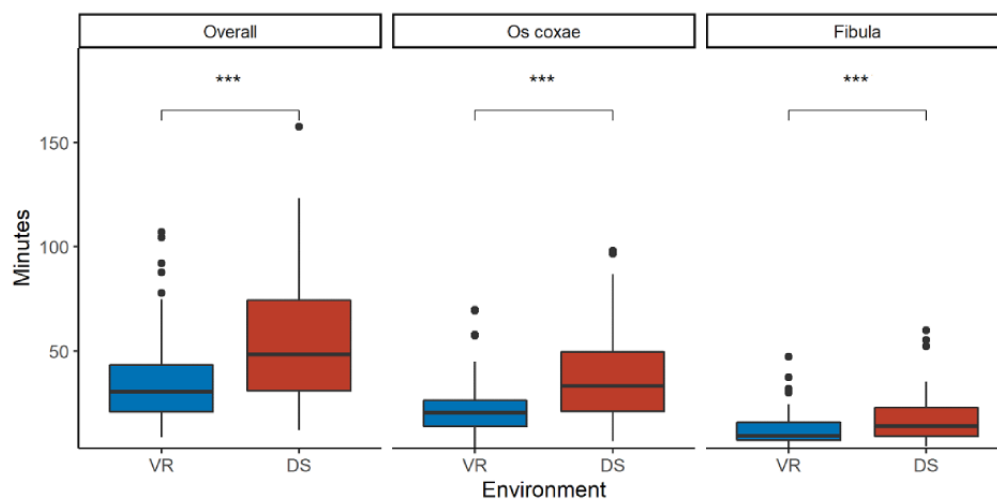 Overall
Os coxae
Fibula
***
***
***
150
100
50
Minutes
VR
DS
VR
DS
VR
DS
Environment